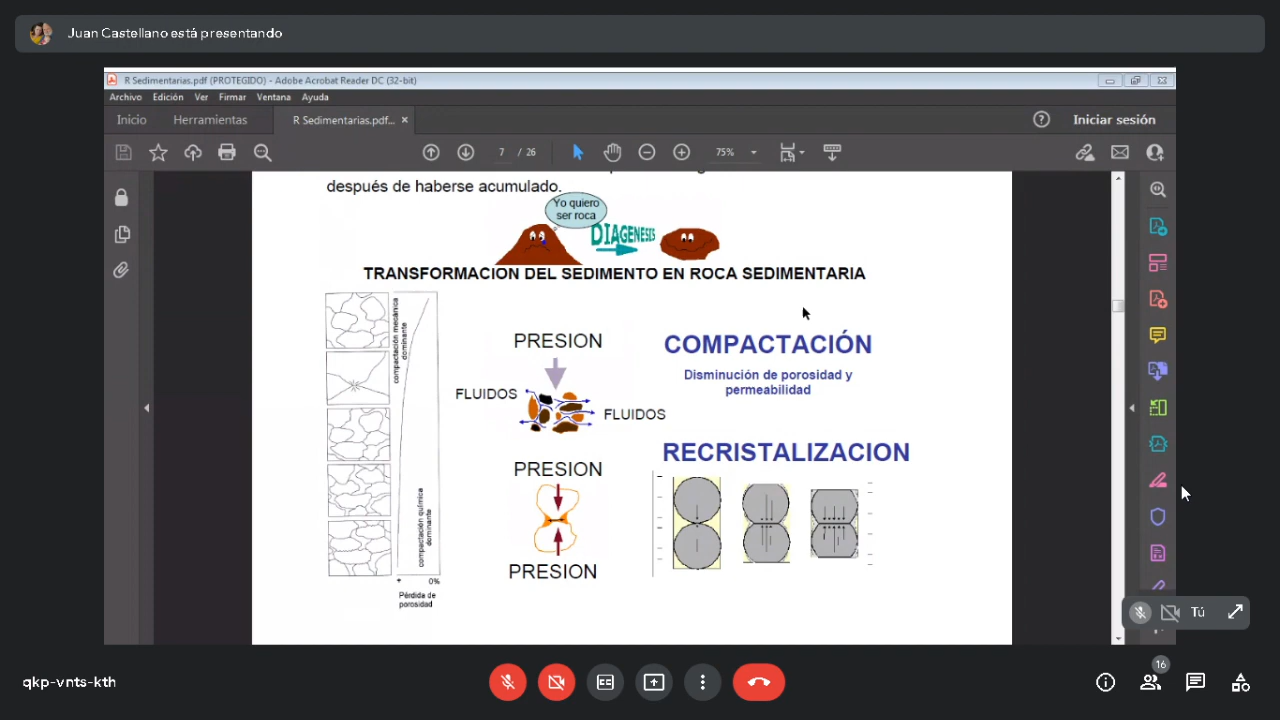 Juan Castellano está presentando
R Sedimentarias.pdf (PROTEGIDO) - Adobe Acrobat Reader DC (32-bit)
Archivo Edición Ver Firmar Ventana Ayuda
Inicio Herramientas R Sedimentarias.pdf... × Iniciar sesión
7 / 26 75%
después de haberse acumulado.
Yo quiero
ser roca
DIAGENESIS
TRANSFORMACION DEL SEDIMENTO EN ROCA SEDIMENTARIA
compactación mecánica
dominante
PRESION
COMPACTACIÓN
Disminución de porosidad y
permeabilidad
FLUIDOS
FLUIDOS
RECRISTALIZACION
PRESION
compactación química
dominante
PRESION
+ 0%
Pérdida de
porosidad
Tú
qkp-vnts-kth
16